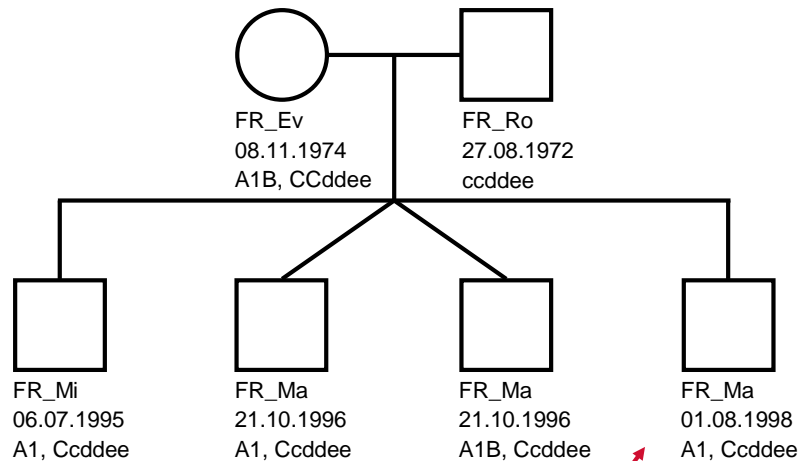 FR_Ev
08.11.1974
A1B, CCddee
FR_Ro
27.08.1972
ccddee
FR_Mi
06.07.1995
A1, Ccddee
FR_Ma
21.10.1996
A1, Ccddee
FR_Ma
21.10.1996
A1B, Ccddee
FR_Ma
01.08.1998
A1, Ccddee